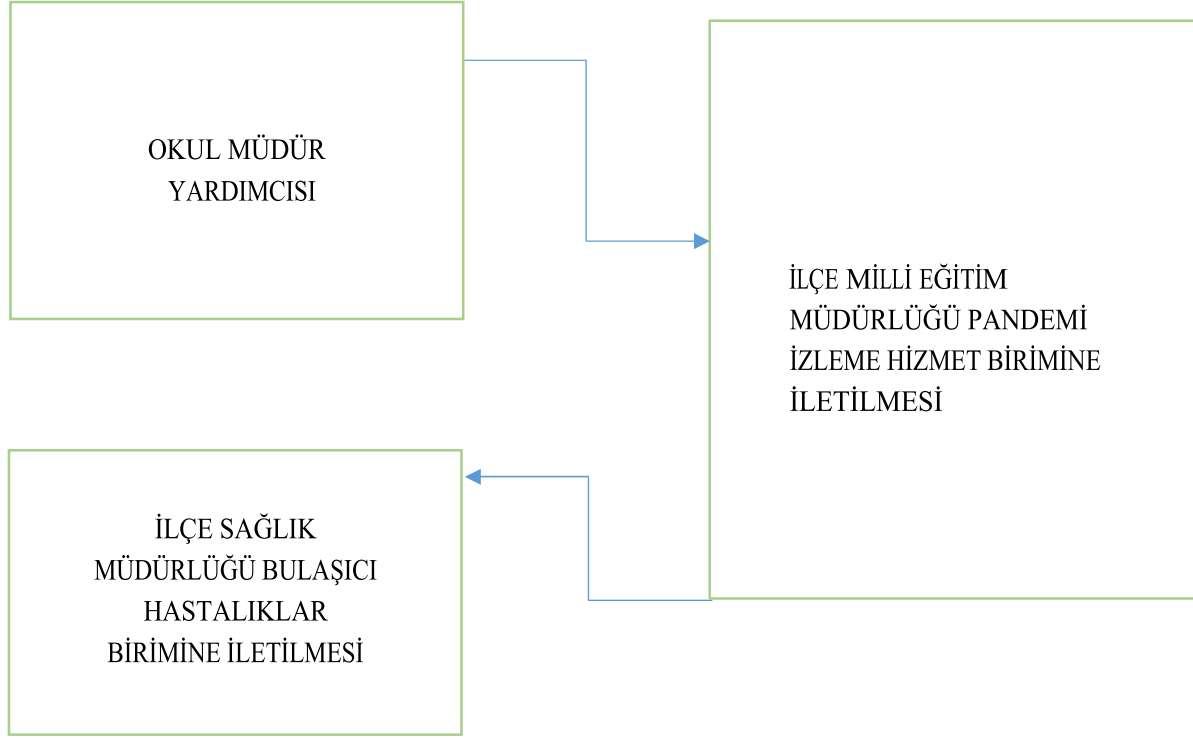 OKUL MÜDÜR
YARDIMCISI
İLÇE MİLLİ EĞİTİM
MÜDÜRLÜĞÜ PANDEMİ
İZLEME HİZMET BİRİMİNE
İLETİLMESİ
İLÇE SAĞLIK
MÜDÜRLÜĞÜ BULAŞICI
HASTALIKLAR
BİRİMİNE İLETİLMESİ